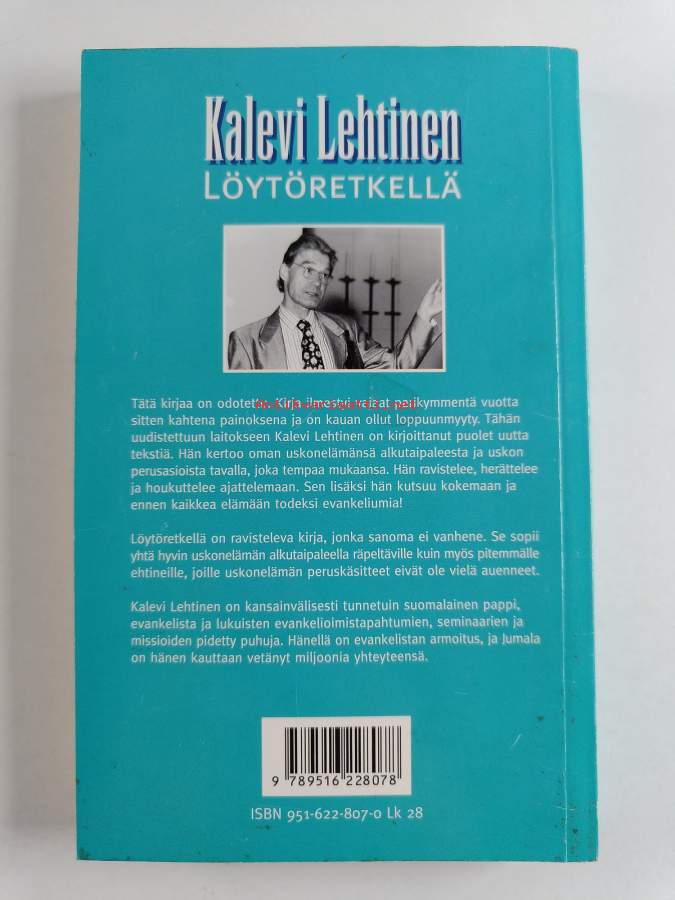 Kalevi Lehtinen
LÖYTÖRETKELLÄ
Tätä kirjaa on odotettu. Kirja ilmestyi vajaat parikymmentä vuotta
sitten kahtena painoksena ja on kauan ollut loppuunmyyty. Tähän
uudistettuun laitokseen Kalevi Lehtinen on kirjoittanut puolet uutta
tekstiä. Hän kertoo oman uskonelämänsä alkutaipaleesta ja uskon
perusasioista tavalla, joka tempaa mukaansa. Hän ravistelee, herättelee
ja houkuttelee ajattelemaan. Sen lisäksi hän kutsuu kokemaan ja
ennen kaikkea elämään todeksi evankeliumia!
Löytöretkellä on ravisteleva kirja, jonka sanoma ei vanhene. Se sopii
yhtä hyvin uskonelämän alkutaipaleella räpeltäville kuin myös pitemmälle
ehtineille, joille uskonelämän peruskäsitteet eivät ole vielä auenneet.
Kalevi Lehtinen on kansainvälisesti tunnetuin suomalainen pappi,
evankelista ja lukuisten evankelioimistapahtumien, seminaarien ja
missioiden pidetty puhuja. Hänellä on evankelistan armoitus, ja Jumala
on hänen kauttaan vetänyt miljoonia yhteyteensä.
9 789516 228078
ISBN 951-622-807-0 Lk 28